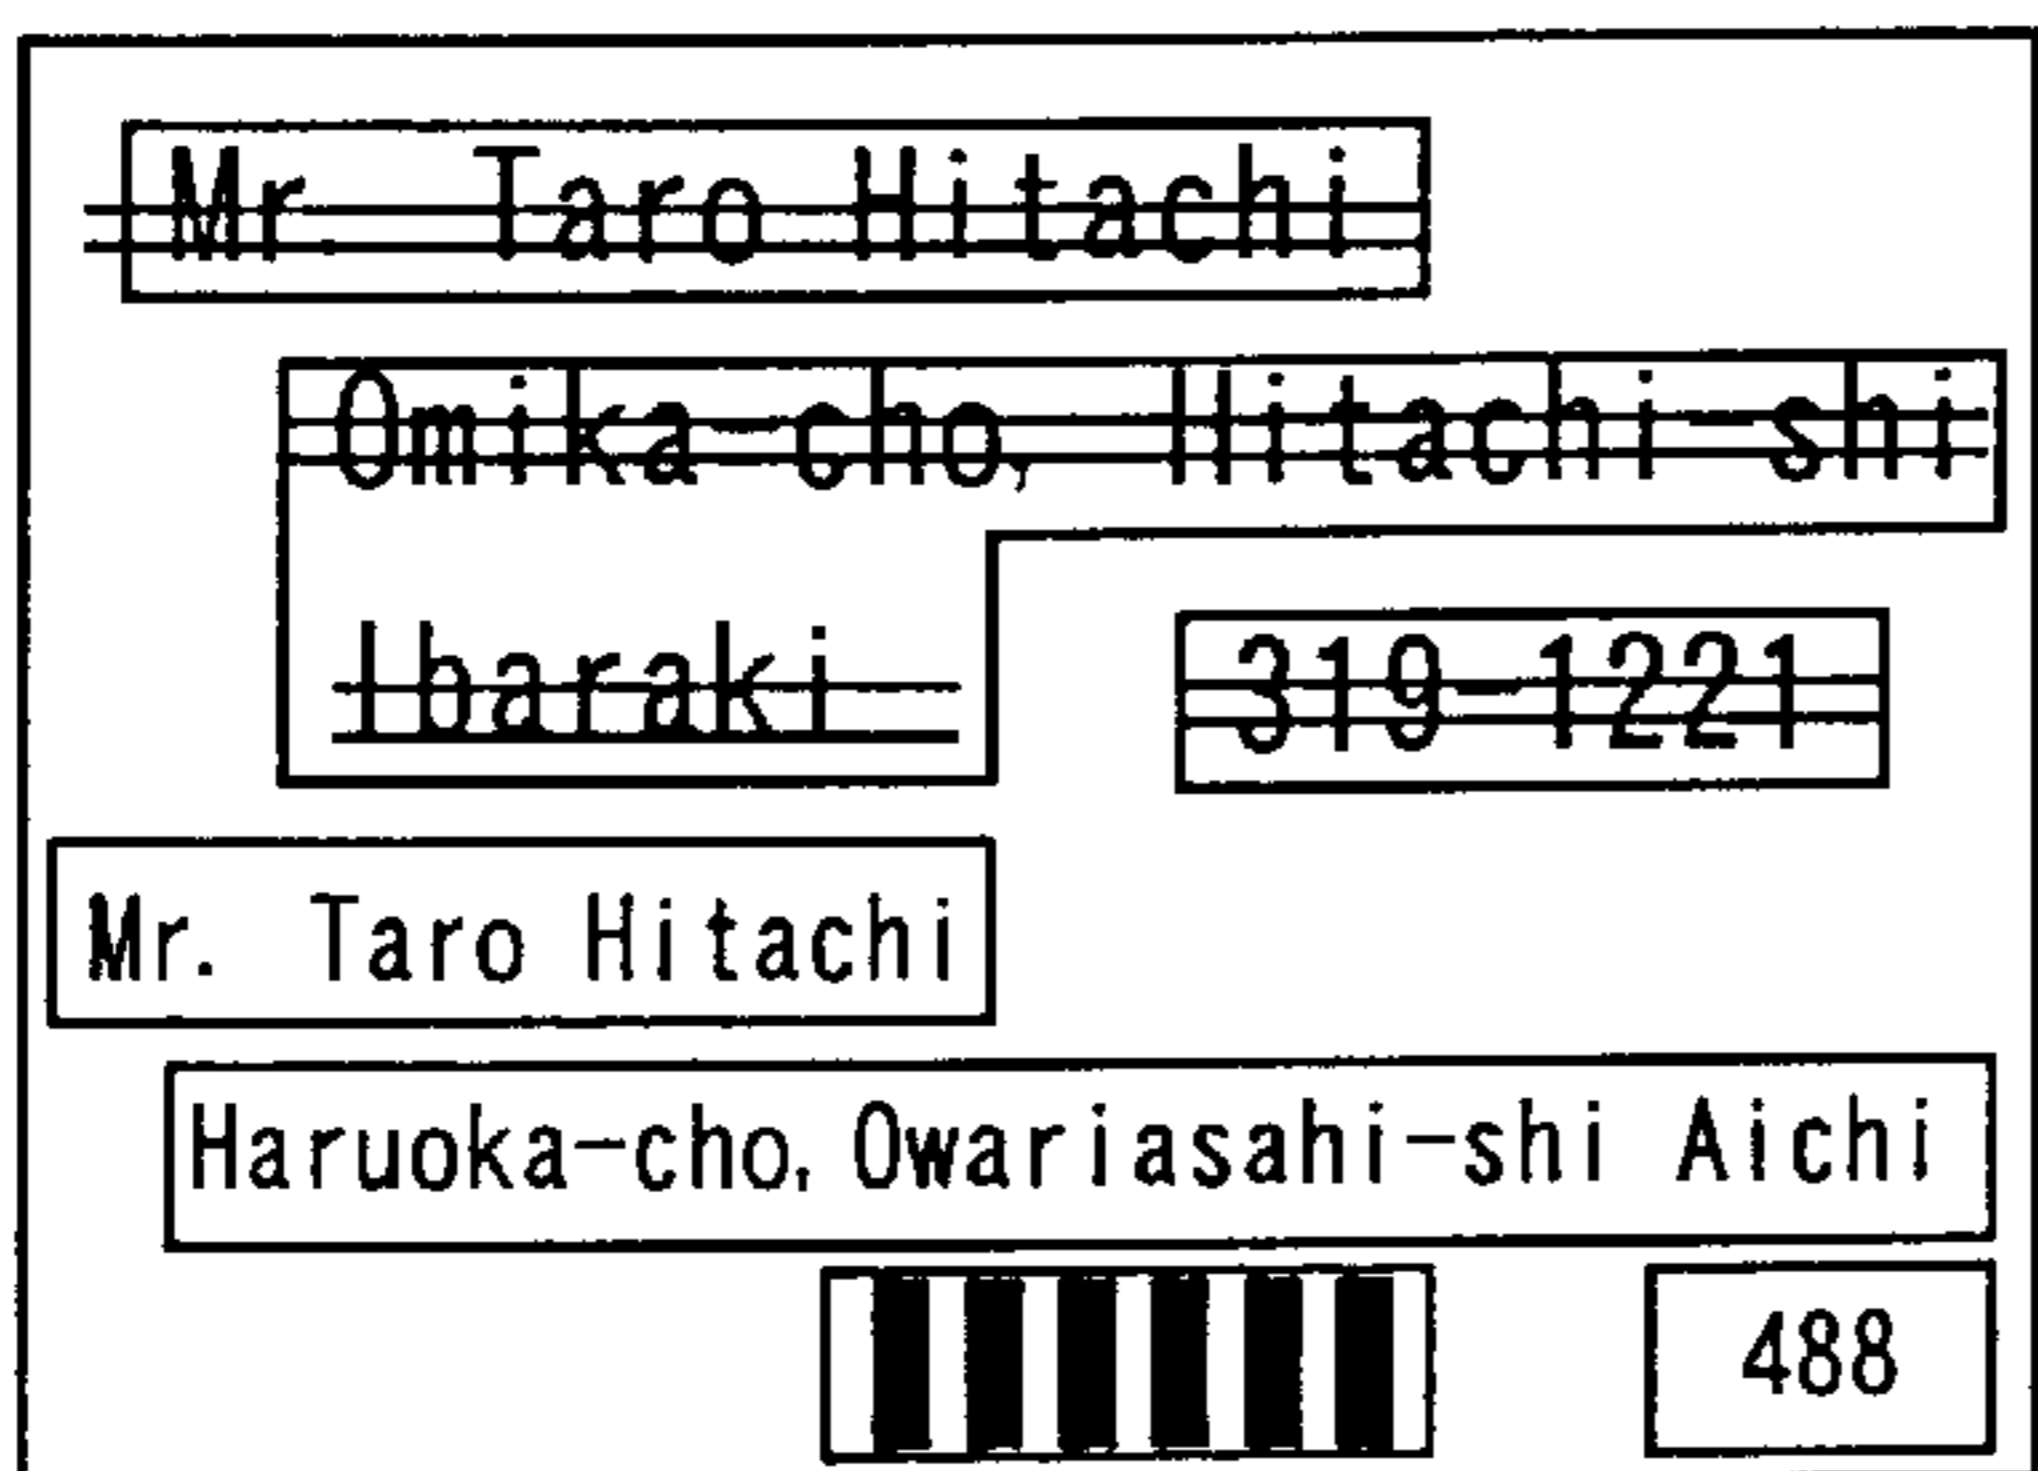 Mr. Taro Hitachi
Omika-cho, Hitachi-shi
Ibaraki 319-1221
Mr. Taro Hitachi
Haruoka-cho, Owariasahi-shi Aichi
488